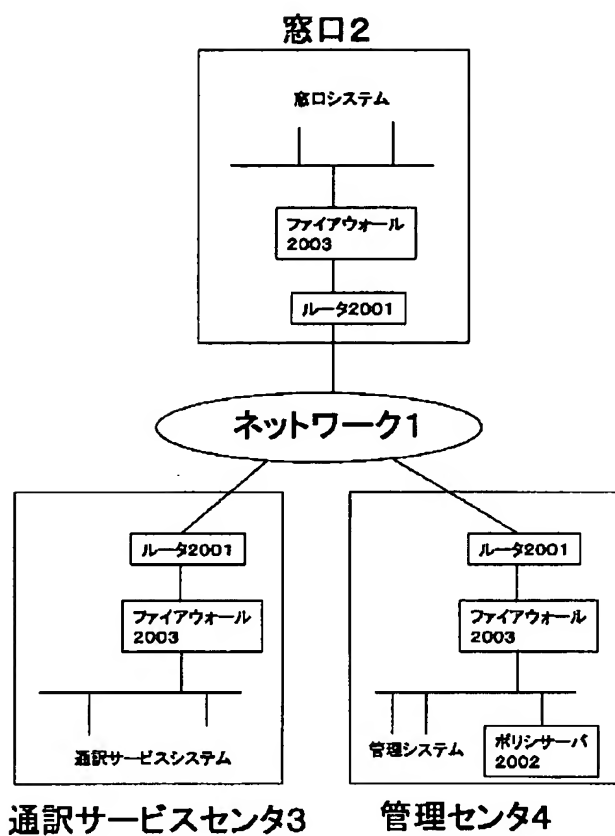 窓口2
窓口システム
ファイアウォール
2003
ルータ2001
ネットワーク1
ルータ2001
ファイアウォール
2003
通訳サービスシステム
通訳サービスセンタ3
ルータ2001
ファイアウォール
2003
管理システム
ポリシサーバ
2002
管理センタ4